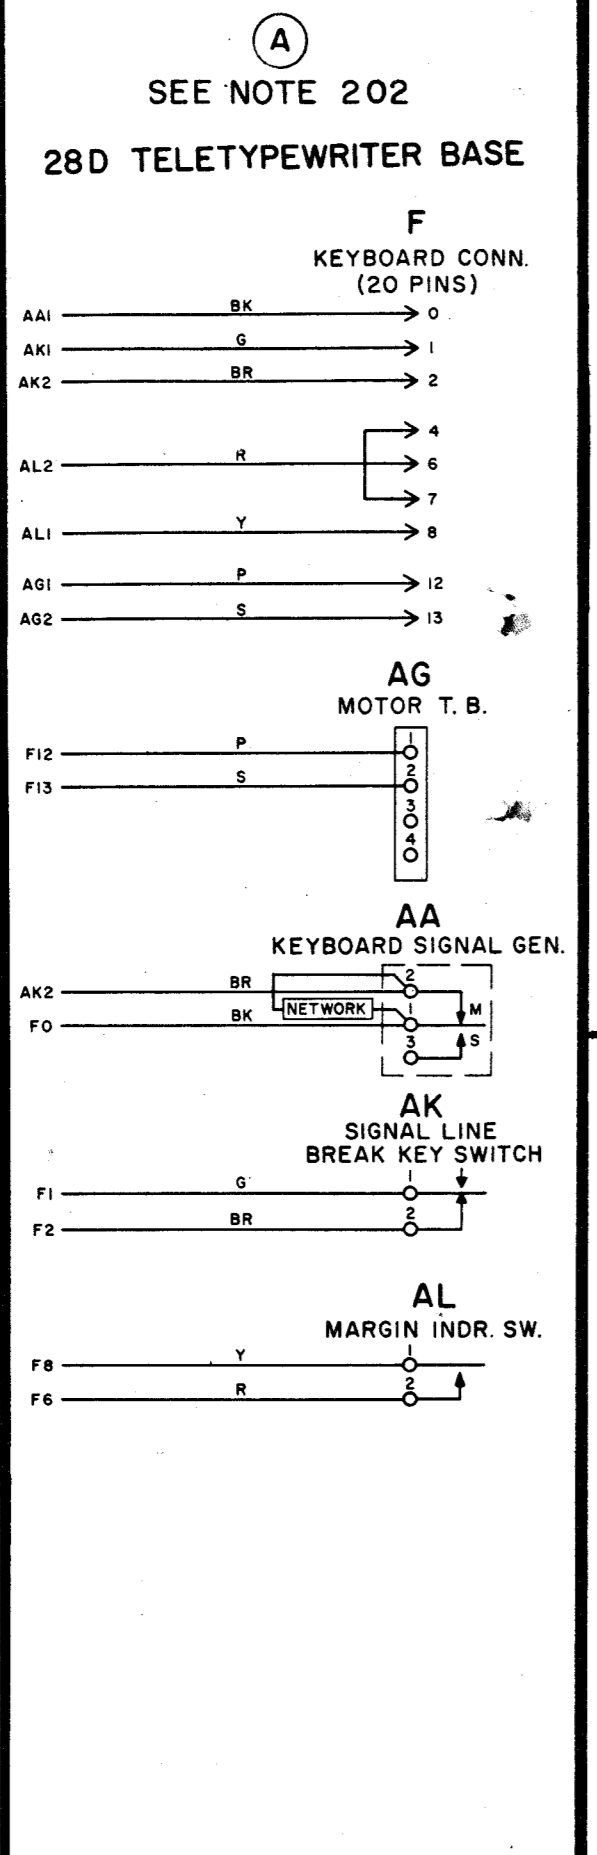 A
SEE NOTE 202
28D TELETYPEWRITER BASE
F
KEYBOARD CONN.
(20 PINS)
AA1 BK 0
AK1 G 1
AK2 BR 2
4
AL2 R 6
7
AL1 Y 8
AG1 P 12
AG2 S 13
AG
MOTOR T. B.
1
F12 P
2
F13 S
3
4
AA
KEYBOARD SIGNAL GEN.
2
AK2 BR
NETWORK 1 M
F0 BK
3 S
AK
SIGNAL LINE
BREAK KEY SWITCH
1
F1 G
2
F2 BR
AL
MARGIN INDR. SW.
1
F8 Y
2
F6 R